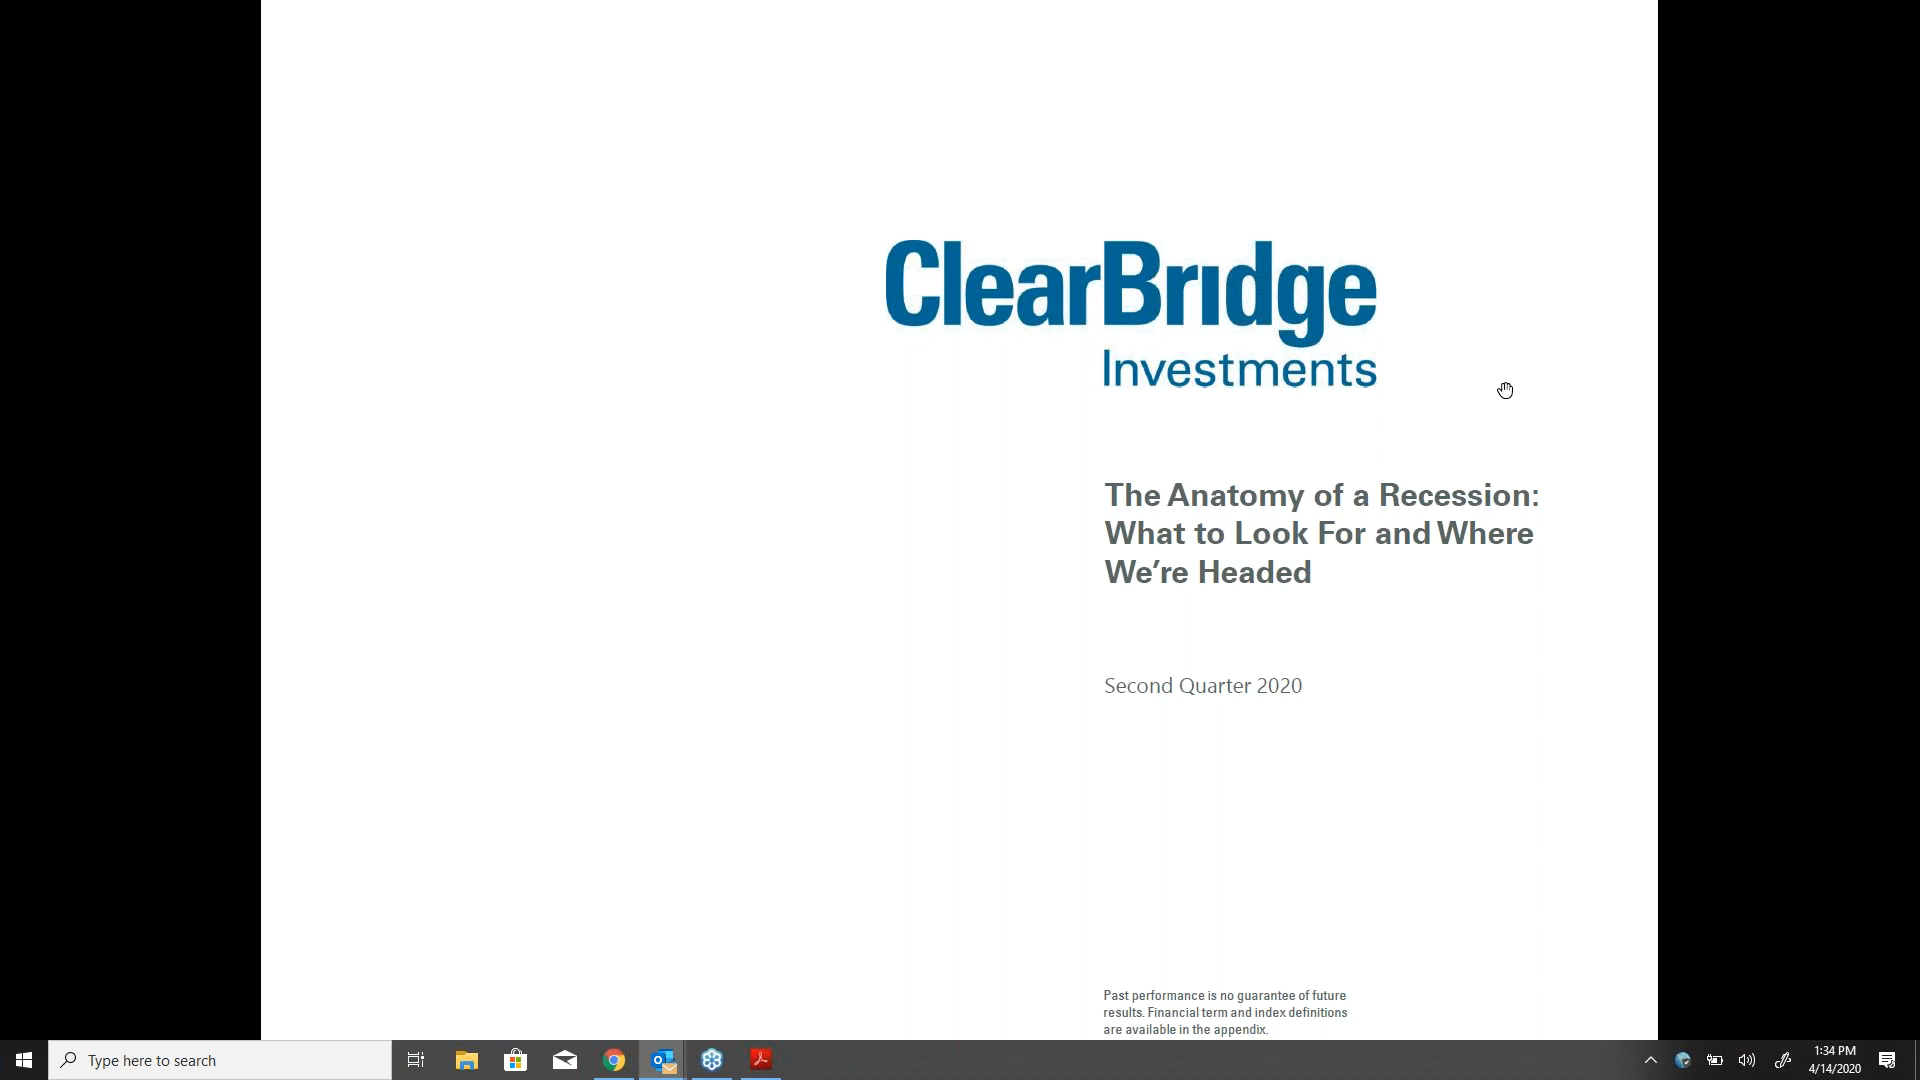 ClearBridge
Investments
The Anatomy of a Recession:
What to Look For and Where
We're Headed
Second Quarter 2020
Past performance is no guarantee of future
results. Financial term and index definitions
are available in the appendix.
Type here to search
1:34 PM
4/14/2020